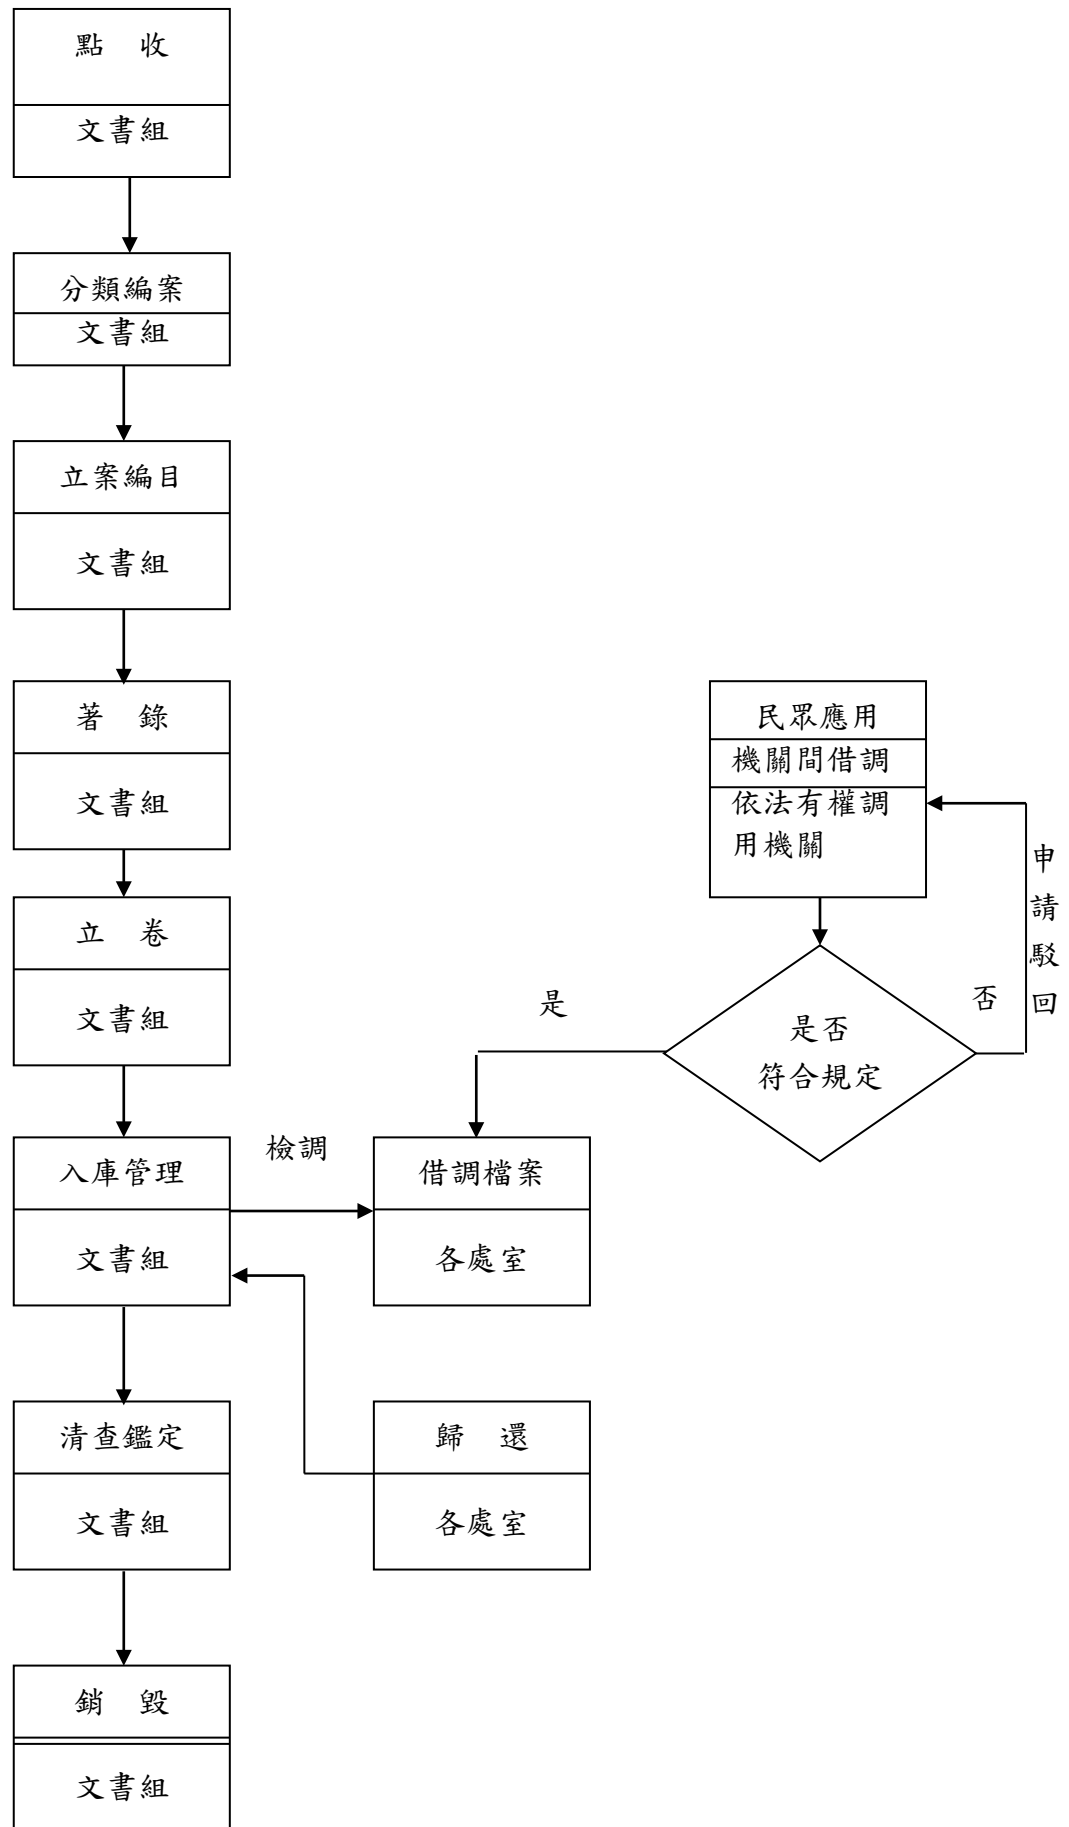 點　收
文書組
分類編案
文書組
立案編目
文書組
著　錄
文書組
立　卷
文書組
入庫管理
文書組
清查鑑定
文書組
銷　毀
文書組
檢調
借調檔案
各處室
歸　還
各處室
民眾應用
機關間借調
依法有權調
用機關
是否
符合規定
是
否
申
請
駁
回